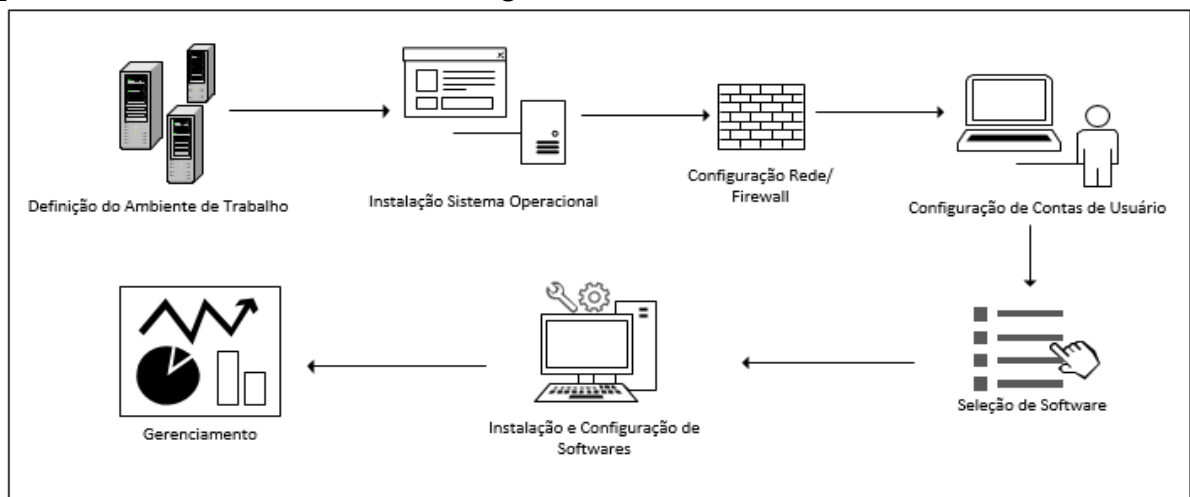 Definição do Ambiente de Trabalho
Instalação Sistema Operacional
Configuração Rede/
Firewall
Configuração de Contas de Usuário
Seleção de Software
Instalação e Configuração de
Softwares
Gerenciamento